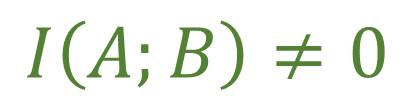 I(A; B) ≠ 0